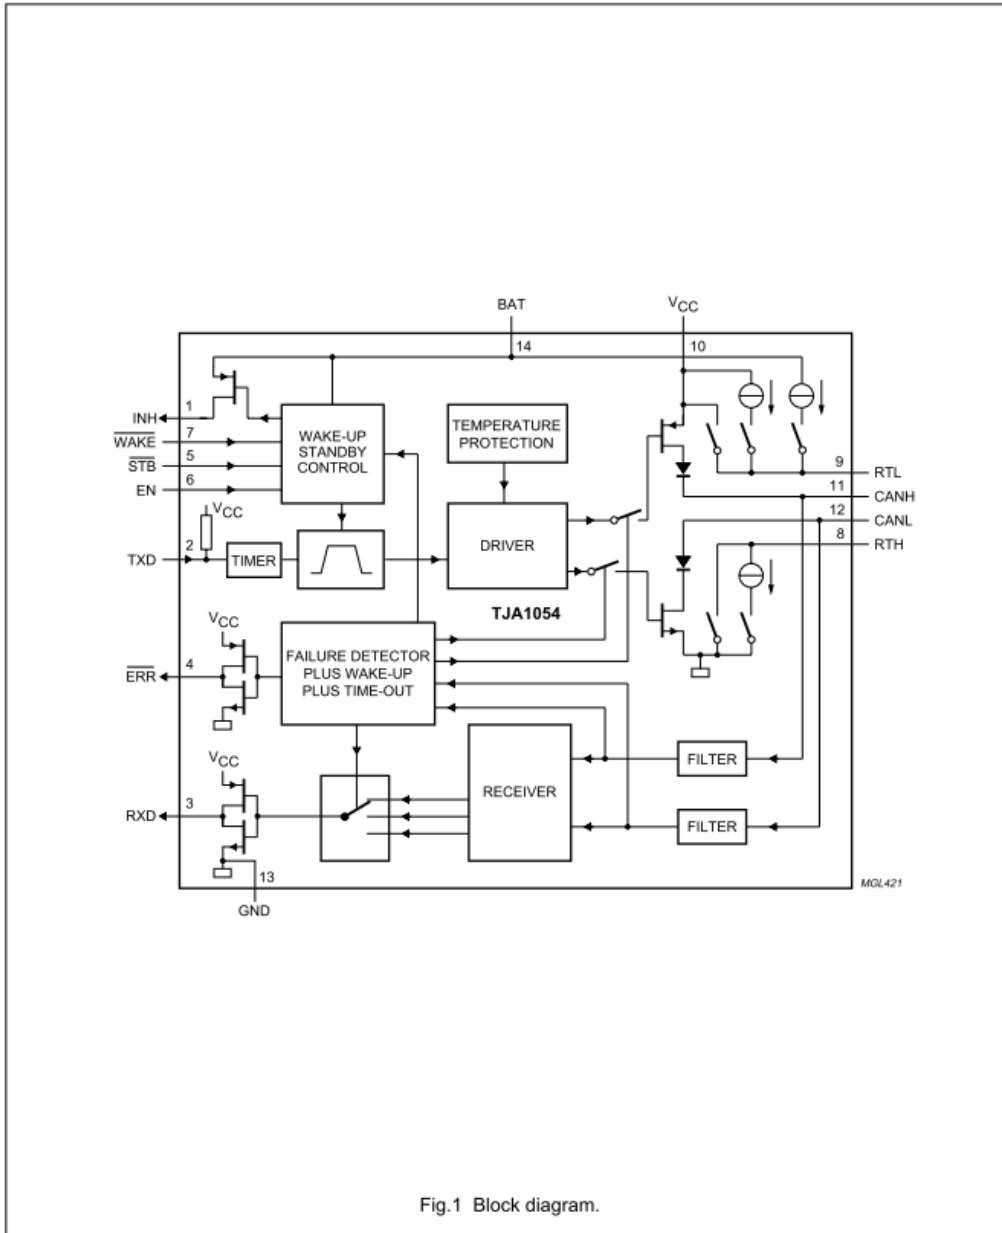 BAT
VCC
14
10
1
INH
7
WAKE
5
STB
6
EN
WAKE-UP
STANDBY
CONTROL
TEMPERATURE
PROTECTION
9
RTL
11
CANH
12
CANL
8
RTH
VCC
2
TXD
TIMER
DRIVER
TJA1054
VCC
4
ERR
FAILURE DETECTOR
PLUS WAKE-UP
PLUS TIME-OUT
VCC
3
RXD
RECEIVER
FILTER
FILTER
13
GND
MGL421
Fig.1 Block diagram.